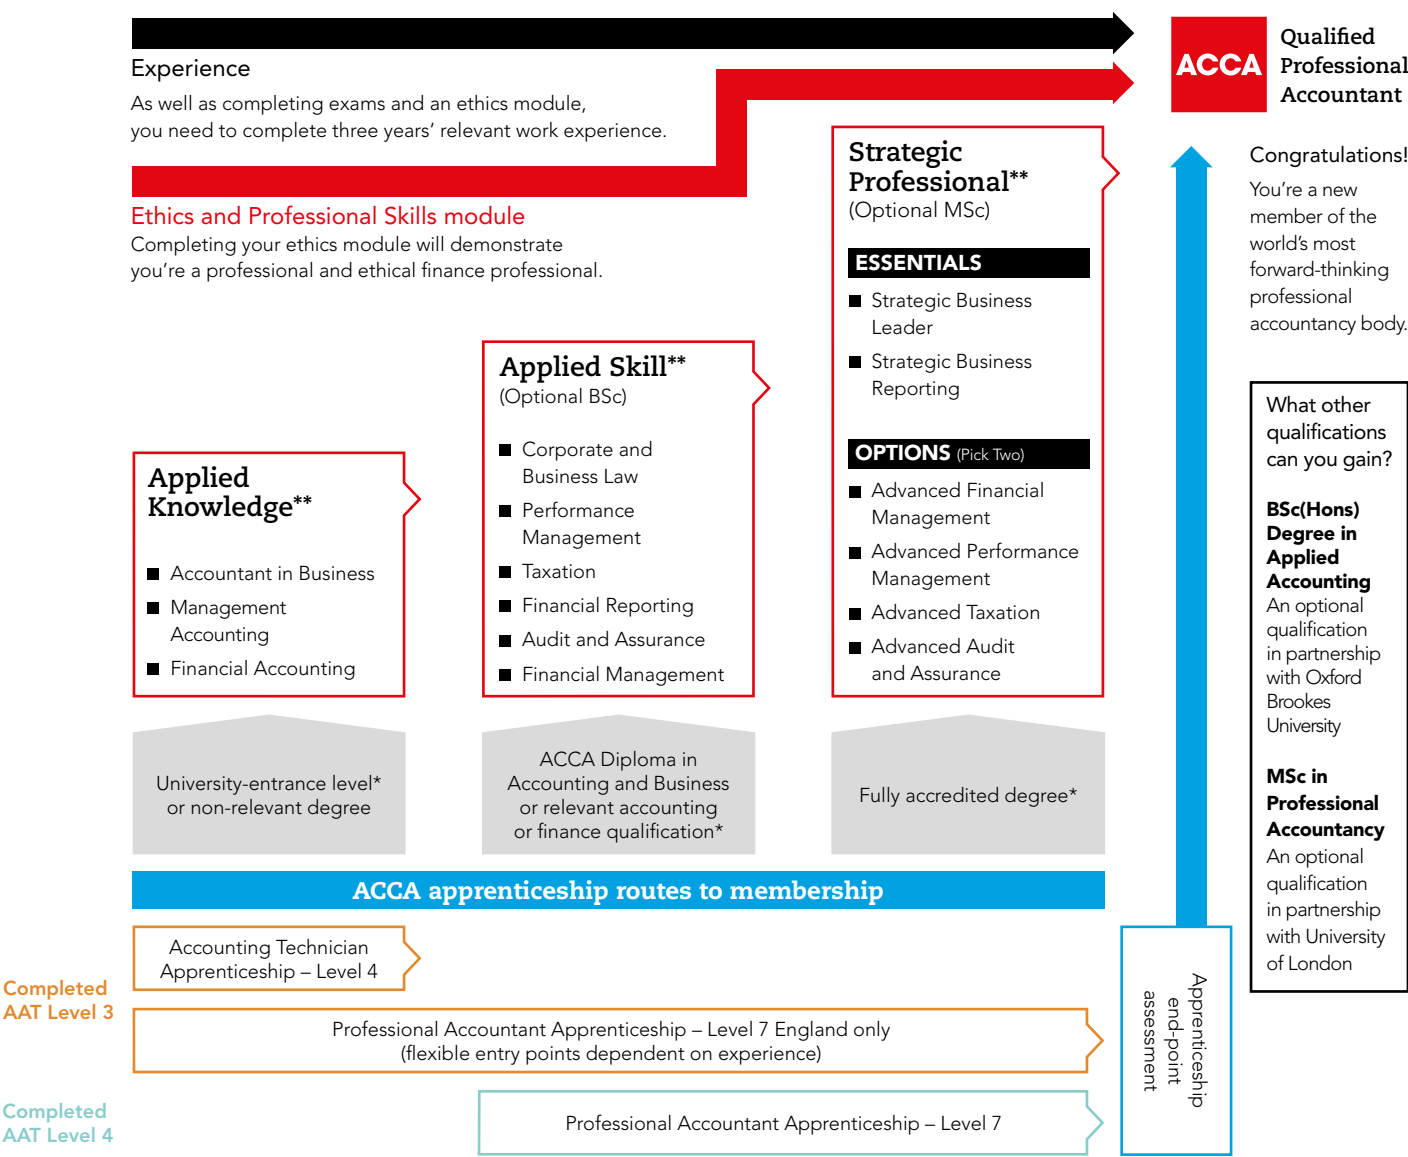 Experience
As well as completing exams and an ethics module,
you need to complete three years’ relevant work experience.
Ethics and Professional Skills module
Completing your ethics module will demonstrate
you’re a professional and ethical finance professional.
ACCA
Qualified
Professional
Accountant
Congratulations!
You’re a new
member of the
world’s most
forward-thinking
professional
accountancy body.
Applied
Knowledge**
Accountant in Business
Management
Accounting
Financial Accounting
Applied Skill**
(Optional BSc)
Corporate and
Business Law
Performance
Management
Taxation
Financial Reporting
Audit and Assurance
Financial Management
Strategic
Professional**
(Optional MSc)
ESSENTIALS
Strategic Business
Leader
Strategic Business
Reporting
OPTIONS (Pick Two)
Advanced Financial
Management
Advanced Performance
Management
Advanced Taxation
Advanced Audit
and Assurance
What other
qualifications
can you gain?
BSc(Hons)
Degree in
Applied
Accounting
An optional
qualification
in partnership
with Oxford
Brookes
University
MSc in
Professional
Accountancy
An optional
qualification
in partnership
with University
of London
University-entrance level*
or non-relevant degree
ACCA Diploma in
Accounting and Business
or relevant accounting
or finance qualification*
Fully accredited degree*
ACCA apprenticeship routes to membership
Accounting Technician
Apprenticeship – Level 4
Completed
AAT Level 3
Professional Accountant Apprenticeship – Level 7 England only
(flexible entry points dependent on experience)
Completed
AAT Level 4
Professional Accountant Apprenticeship – Level 7
Apprenticeship
end-point
assessment